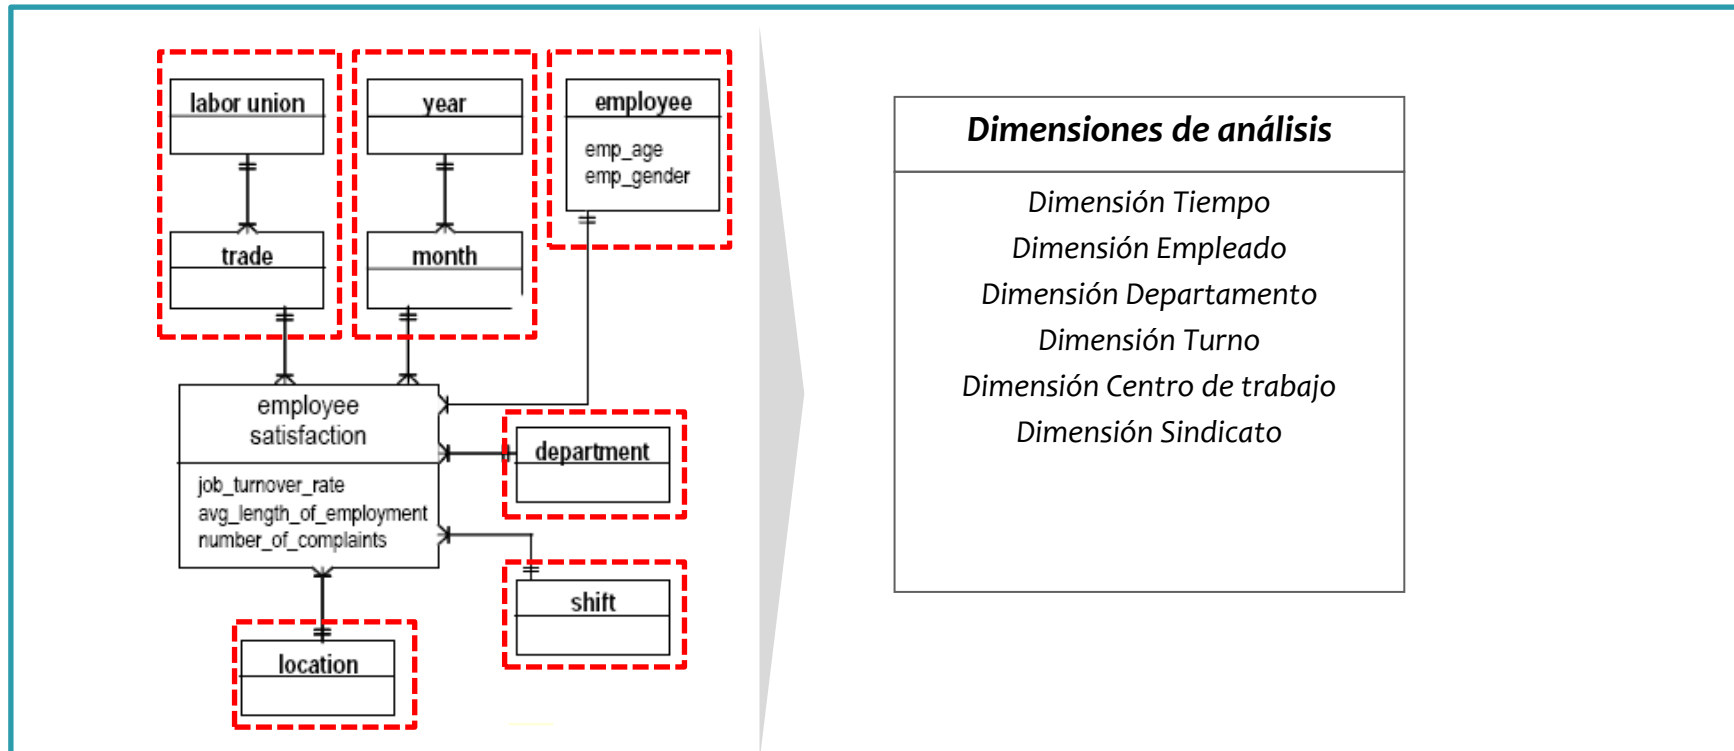 labor union
year
employee
emp_age
emp_gender
trade
month
employee
satisfaction
job_turnover_rate
avg_length_of_employment
number_of_complaints
department
shift
location
Dimensiones de análisis
Dimensión Tiempo
Dimensión Empleado
Dimensión Departamento
Dimensión Turno
Dimensión Centro de trabajo
Dimensión Sindicato